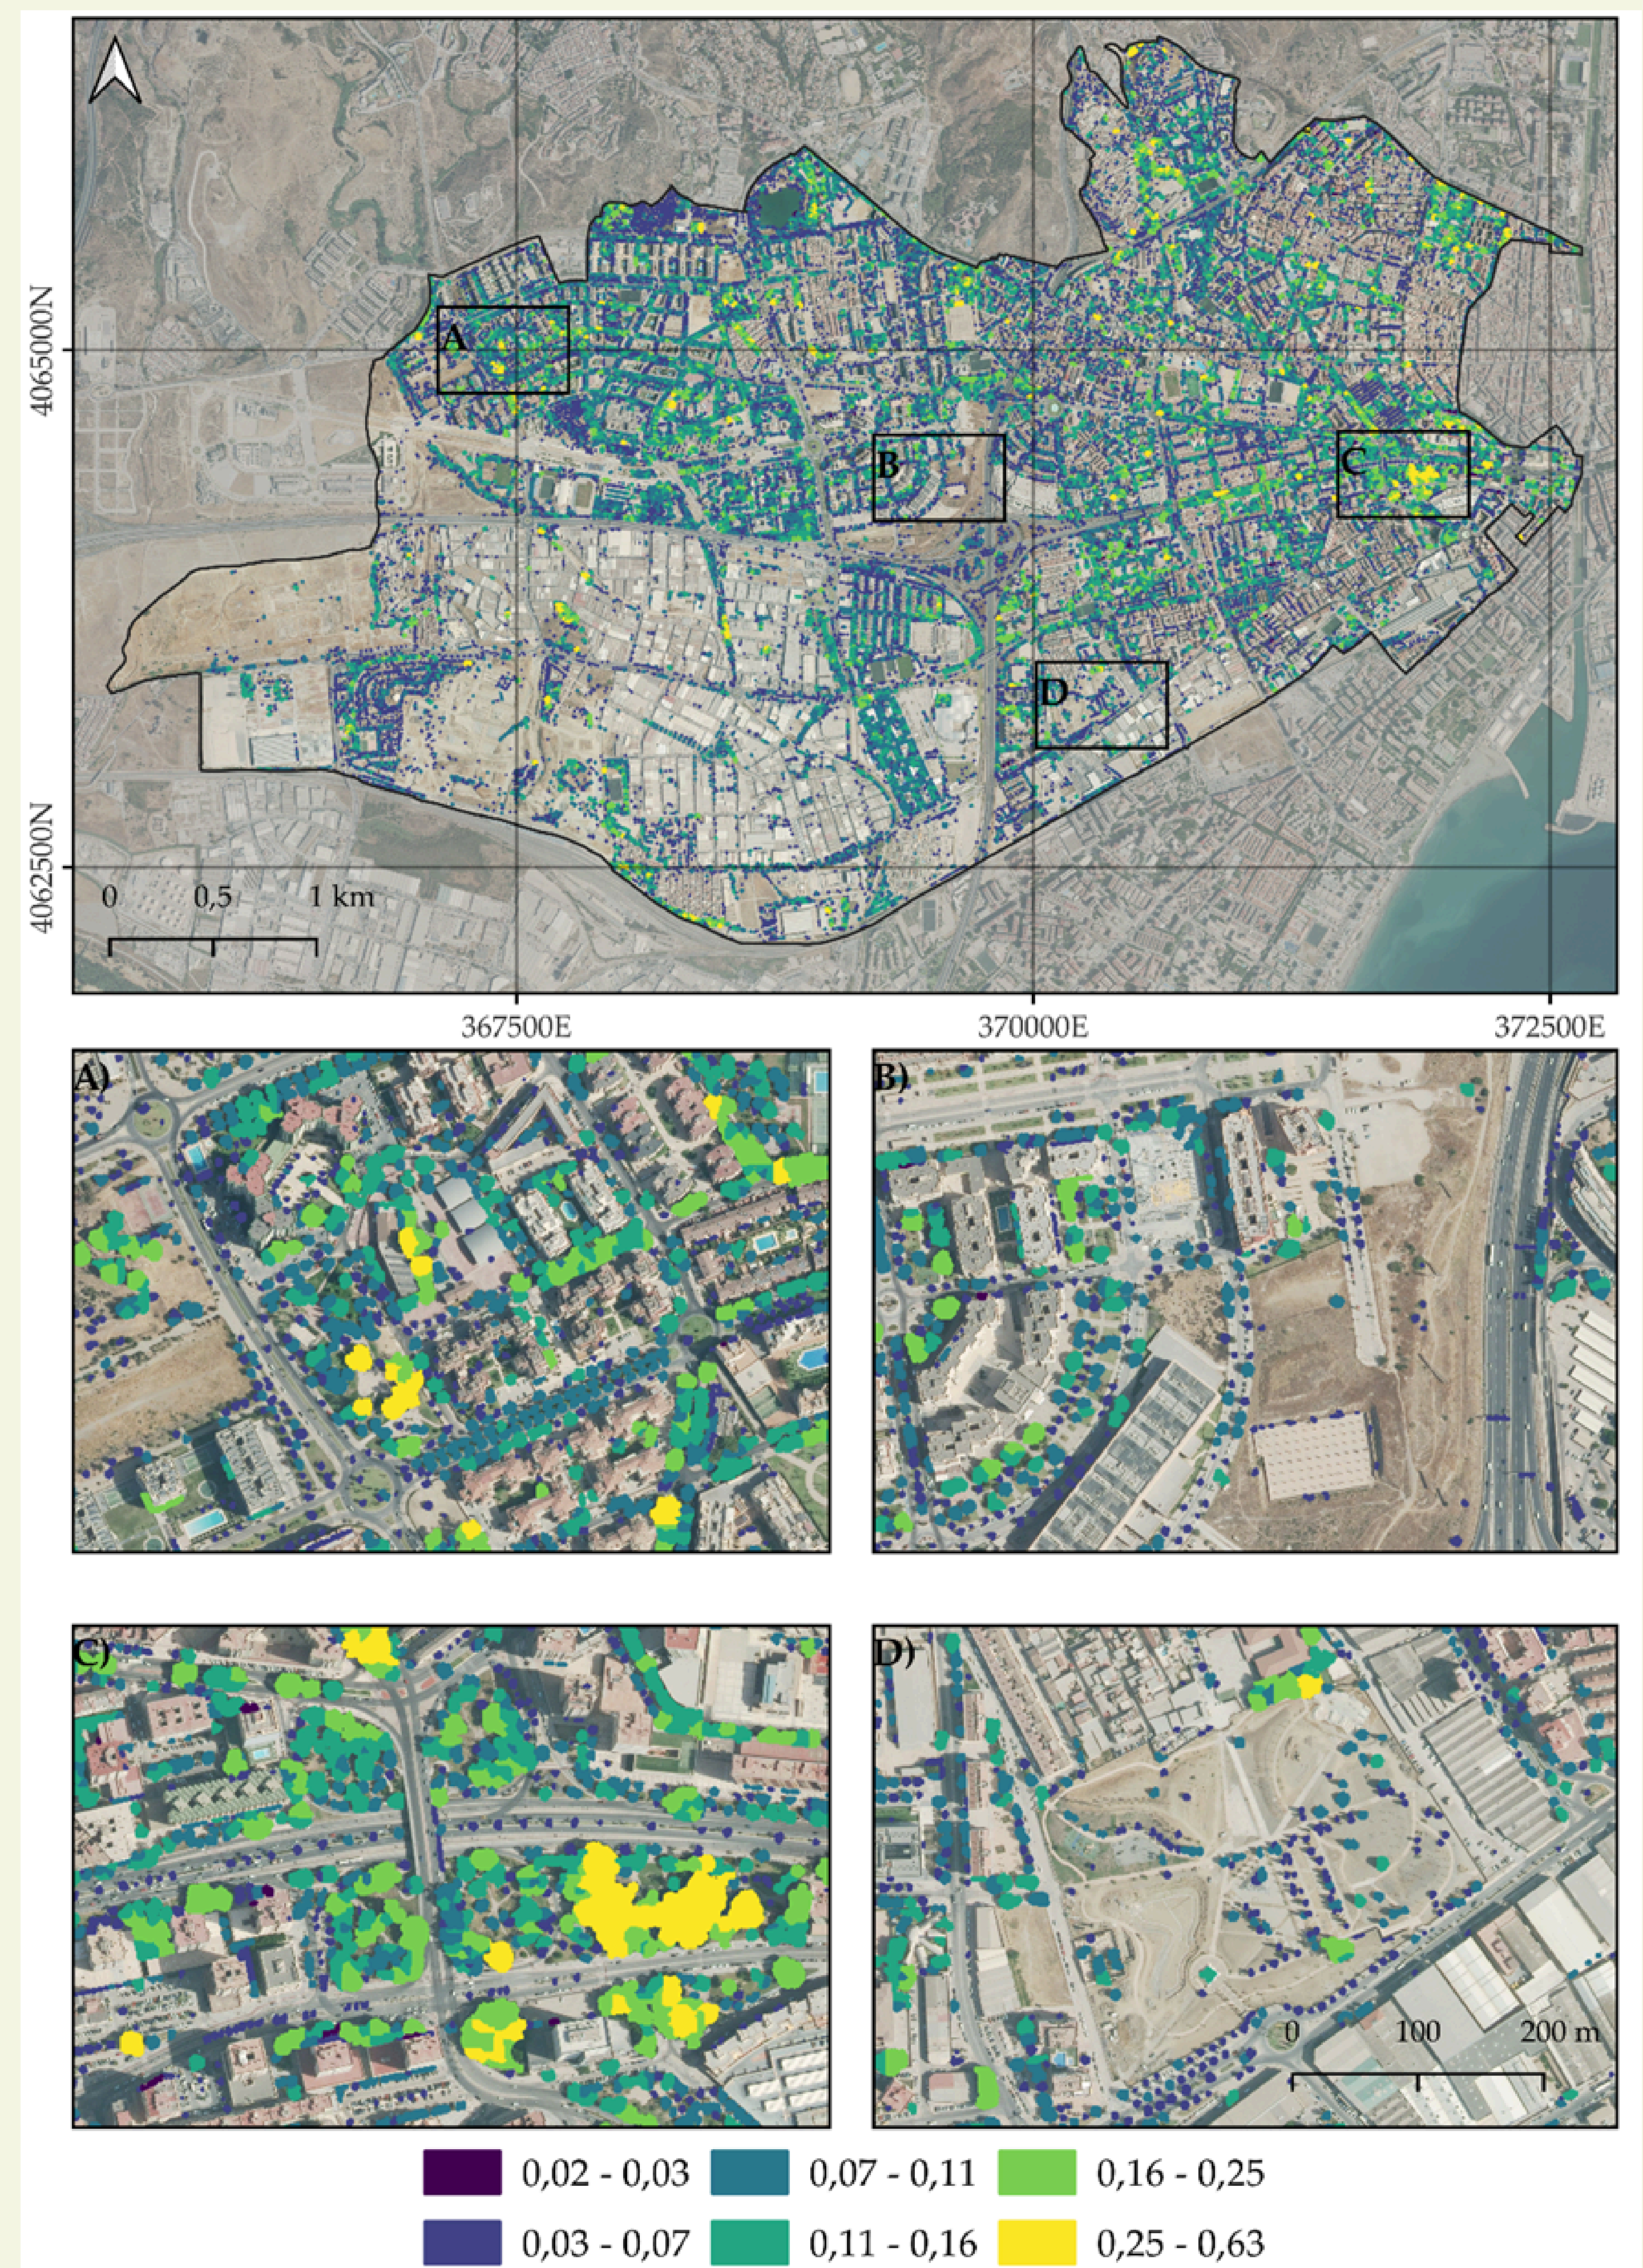 A
B
C
D
4065000N
4062500N
0 0,5 1 km
367500E 370000E 372500E
A)
B)
C)
D)
0 100 200 m
0,02 - 0,03 0,07 - 0,11 0,16 - 0,25
0,03 - 0,07 0,11 - 0,16 0,25 - 0,63